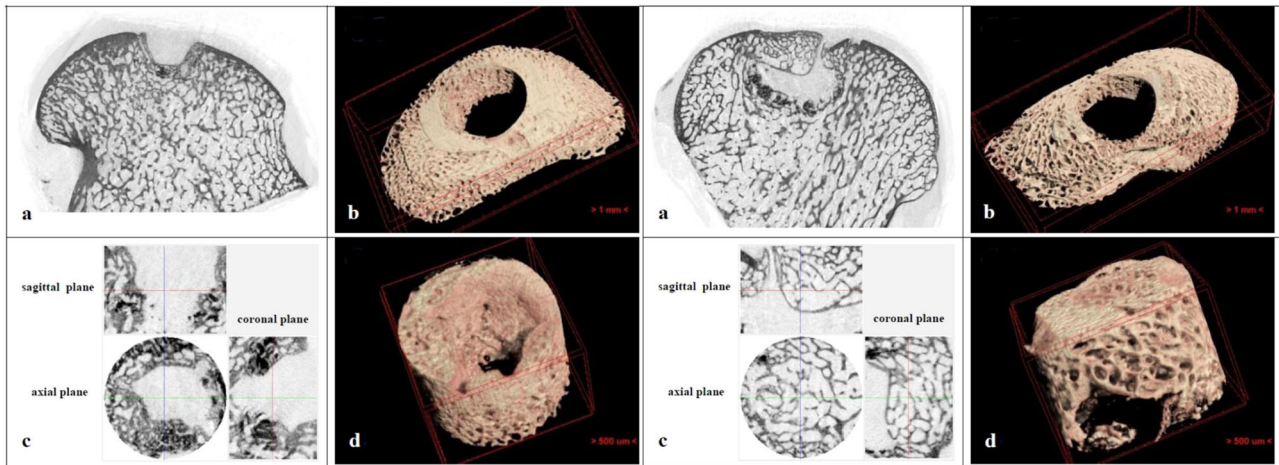 a
b
> 1 mm <
a
b
> 1 mm <
sagittal plane
coronal plane
axial plane
c
d
> 500 um <
sagittal plane
coronal plane
axial plane
c
d
> 500 um <